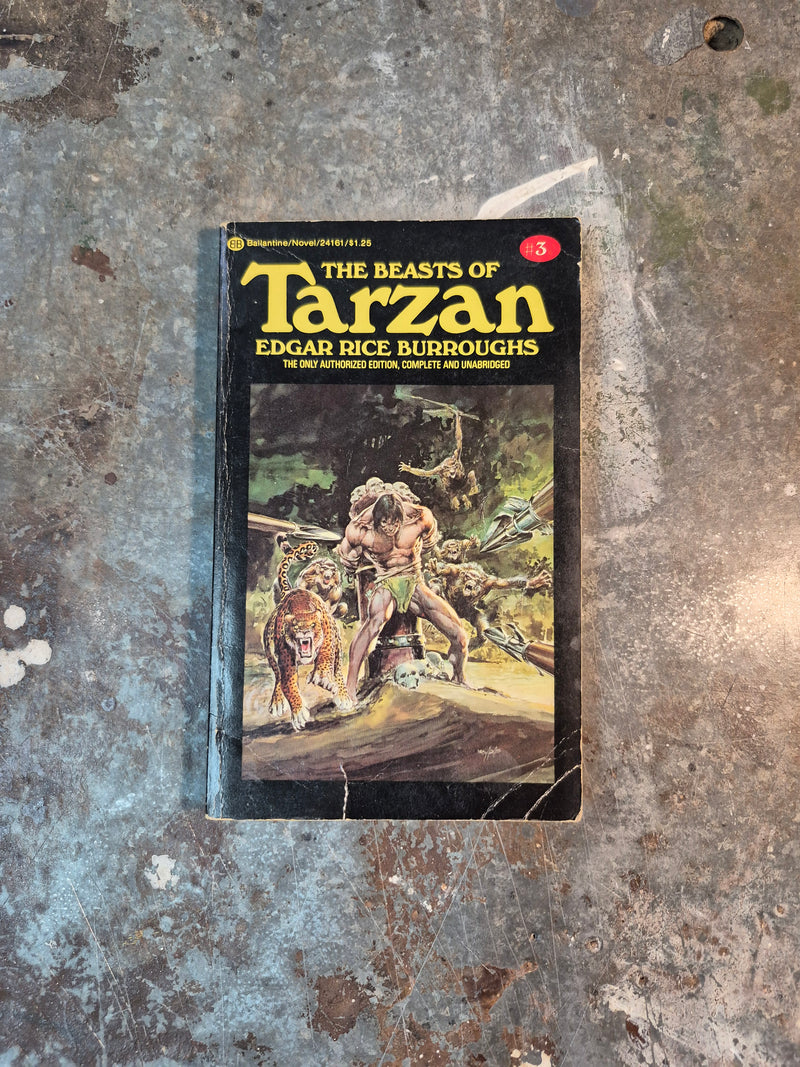 BB Ballantine/Novel/24161/$1.25
#3
THE BEASTS OF
Tarzan
EDGAR RICE BURROUGHS
THE ONLY AUTHORIZED EDITION, COMPLETE AND UNABRIDGED